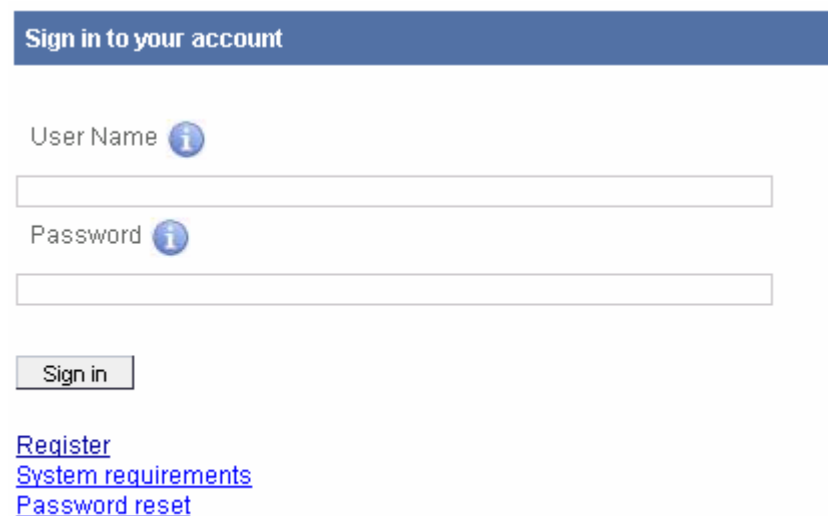 Sign in to your account
User Name
Password
Sign in
Register
System requirements
Password reset